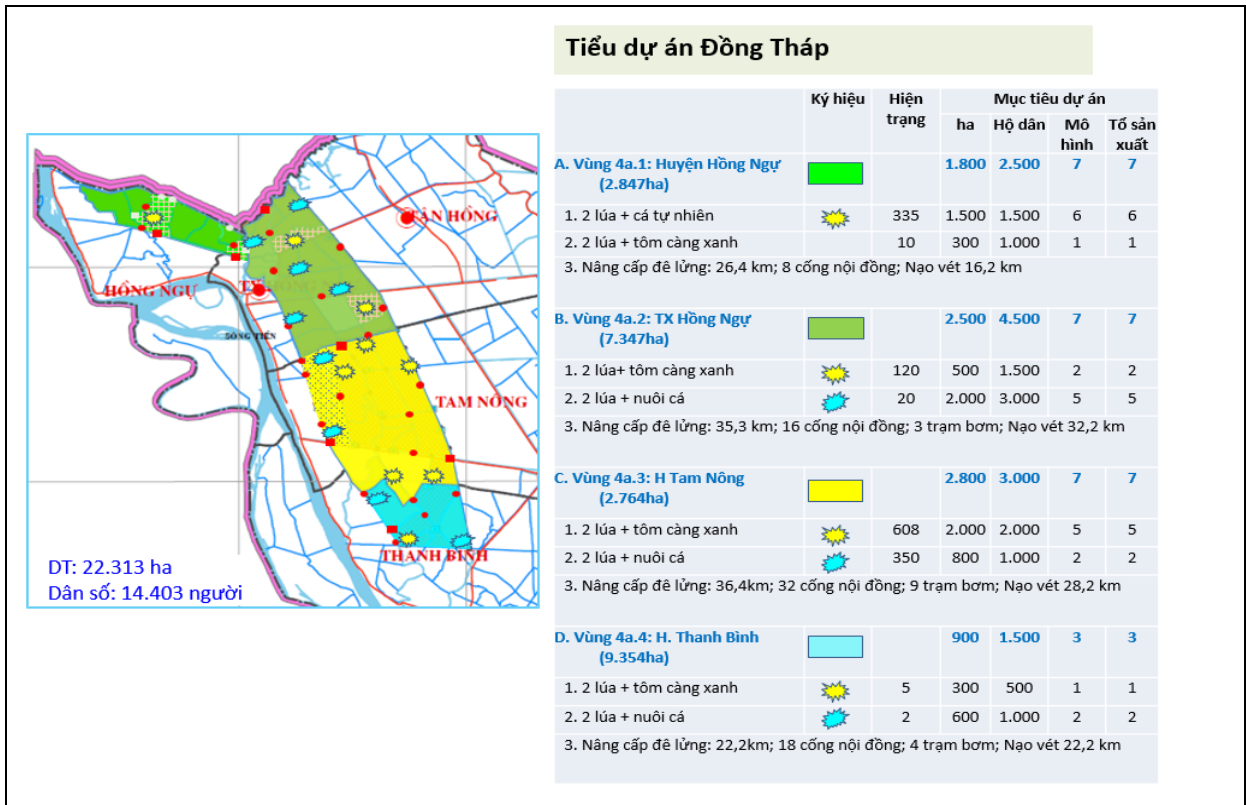 Tiểu dự án Đồng Tháp
Ký hiệu Hiện trạng Mục tiêu dự án
ha Hộ dân Mô hình Tổ sản xuất
A. Vùng 4a.1: Huyện Hồng Ngự
(2.847ha) 1.800 2.500 7 7
1. 2 lúa + cá tự nhiên 335 1.500 1.500 6 6
2. 2 lúa + tôm càng xanh 10 300 1.000 1 1
3. Nâng cấp đê lửng: 26,4 km; 8 cống nội đồng; Nạo vét 16,2 km
B. Vùng 4a.2: TX Hồng Ngự
(7.347ha) 2.500 4.500 7 7
1. 2 lúa+ tôm càng xanh 120 500 1.500 2 2
2. 2 lúa + nuôi cá 20 2.000 3.000 5 5
3. Nâng cấp đê lửng: 35,3 km; 16 cống nội đồng; 3 trạm bơm; Nạo vét 32,2 km
C. Vùng 4a.3: H Tam Nông
(2.764ha) 2.800 3.000 7 7
1. 2 lúa + tôm càng xanh 608 2.000 2.000 5 5
2. 2 lúa + nuôi cá 350 800 1.000 2 2
3. Nâng cấp đê lửng: 36,4km; 32 cống nội đồng; 9 trạm bơm; Nạo vét 28,2 km
D. Vùng 4a.4: H. Thanh Bình
(9.354ha) 900 1.500 3 3
1. 2 lúa + tôm càng xanh 5 300 500 1 1
2. 2 lúa + nuôi cá 2 600 1.000 2 2
3. Nâng cấp đê lửng: 22,2km; 18 cống nội đồng; 4 trạm bơm; Nạo vét 22,2 km
TÂN HỒNG
HỒNG NGỰ
SÔNG TIỀN
TAM NÔNG
THANH BÌNH
DT: 22.313 ha
Dân số: 14.403 người